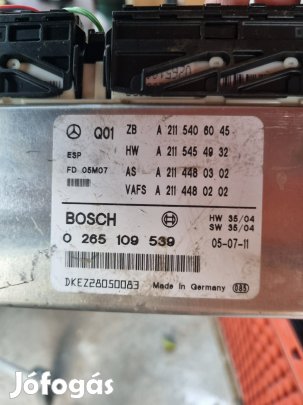 Q01 ZB A 211 540 60 45
ESP HW A 211 545 49 32
FD 05M07 AS A 211 448 03 02
VAFS A 211 448 02 02
BOSCH HW 35/04
SW 35/04
0 265 109 539 05-07-11
DKEZ28050083 Made in Germany 085
Jófogás